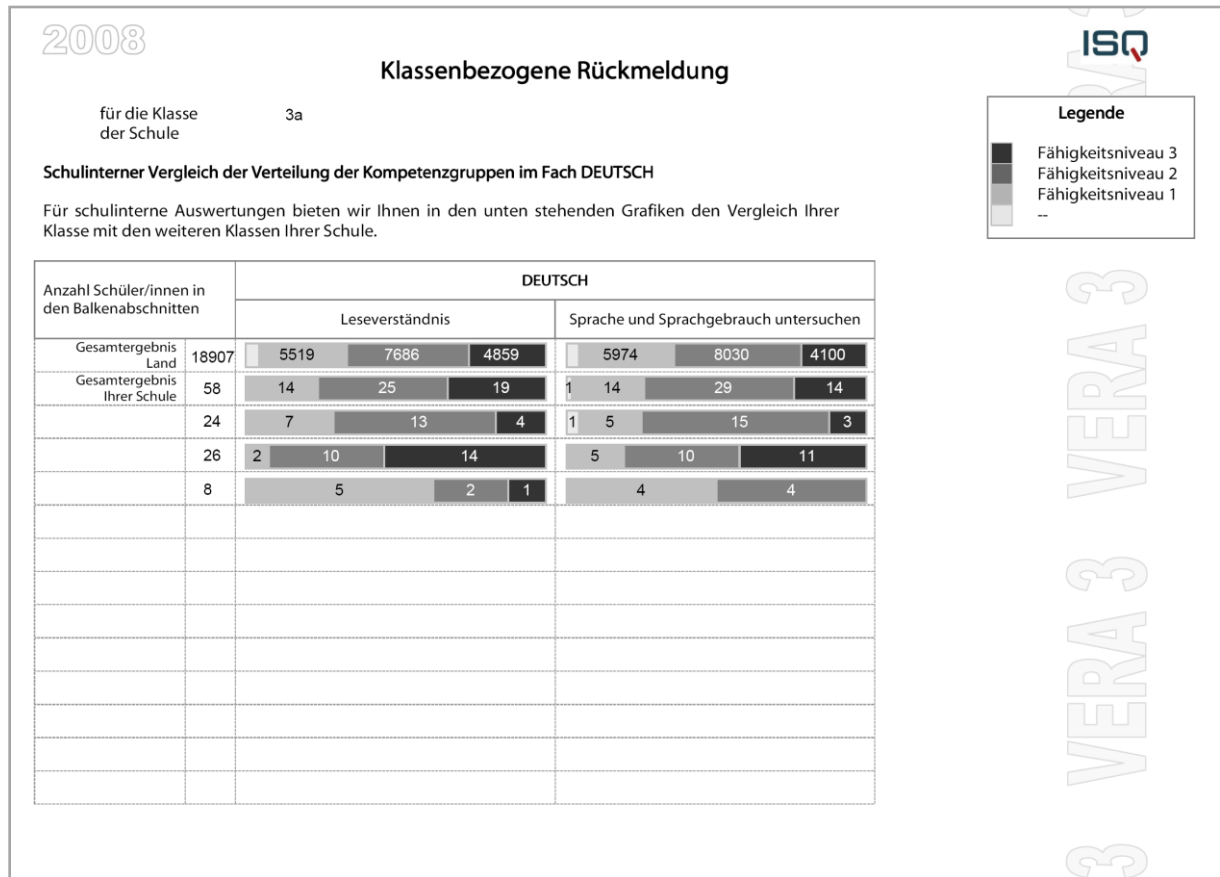 2008
ISQ
Klassenbezogene Rückmeldung
für die Klasse 3a
der Schule
Legende
Fähigkeitsniveau 3
Fähigkeitsniveau 2
Fähigkeitsniveau 1
--
Schulinterner Vergleich der Verteilung der Kompetenzgruppen im Fach DEUTSCH
Für schulinterne Auswertungen bieten wir Ihnen in den unten stehenden Grafiken den Vergleich Ihrer
Klasse mit den weiteren Klassen Ihrer Schule.
Anzahl Schüler/innen in
den Balkenabschnitten
DEUTSCH
Leseverständnis Sprache und Sprachgebrauch untersuchen
Gesamtergebnis
Land 18907 5519 7686 4859 5974 8030 4100
Gesamtergebnis
Ihrer Schule 58 14 25 19 1 14 29 14
24 7 13 4 1 5 15 3
26 2 10 14 5 10 11
8 5 2 1 4 4
VERA 3
VERA 3
3